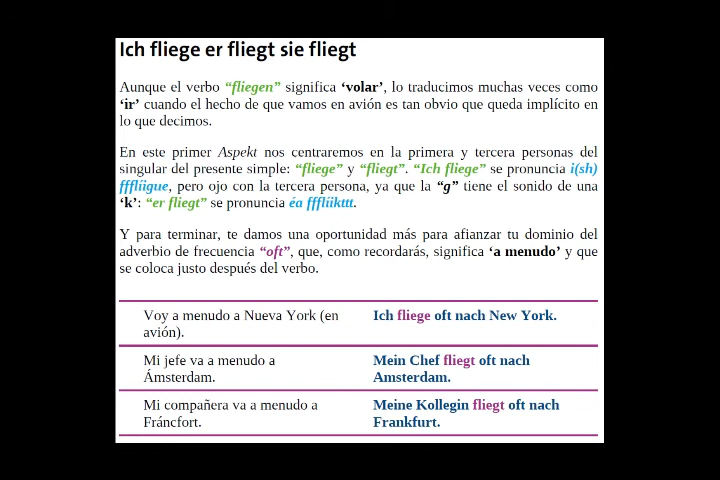 Ich fliege er fliegt sie fliegt
Aunque el verbo “fliegen” significa ‘volar’, lo traducimos muchas veces como
‘ir’ cuando el hecho de que vamos en avión es tan obvio que queda implícito en
lo que decimos.
En este primer Aspekt nos centraremos en la primera y tercera personas del
singular del presente simple: “fliege” y “fliegt”. “Ich fliege” se pronuncia i(sh)
ffflíigue, pero ojo con la tercera persona, ya que la “g” tiene el sonido de una
‘k’: “er fliegt” se pronuncia éa ffflíikttt.
Y para terminar, te damos una oportunidad más para afianzar tu dominio del
adverbio de frecuencia “oft”, que, como recordarás, significa ‘a menudo’ y que
se coloca justo después del verbo.
Voy a menudo a Nueva York (en
avión).
Ich fliege oft nach New York.
Mi jefe va a menudo a
Ámsterdam.
Mein Chef fliegt oft nach
Amsterdam.
Mi compañera va a menudo a
Fráncfort.
Meine Kollegin fliegt oft nach
Frankfurt.